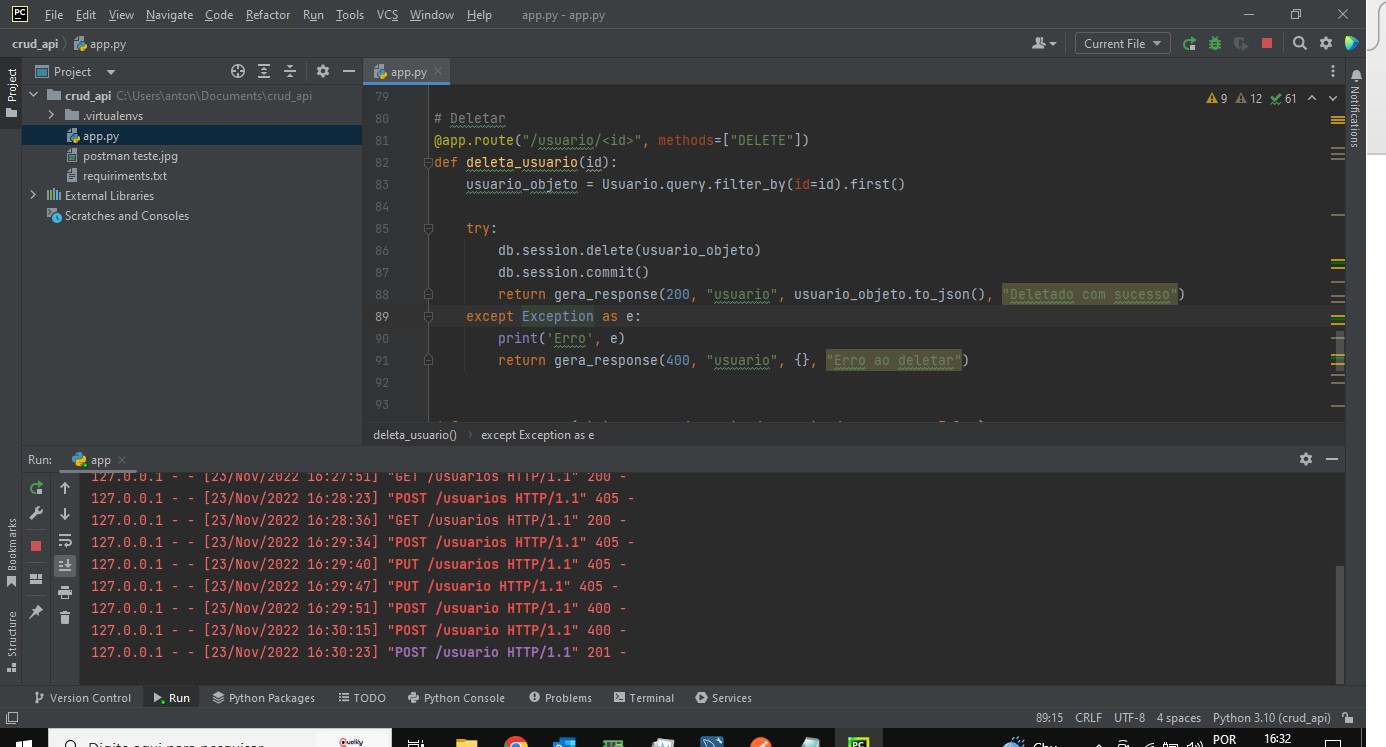 PC File Edit View Navigate Code Refactor Run Tools VCS Window Help app.py - app.py
crud_api app.py Current File
Project app.py
Project
crud_api C:\Users\anton\Documents\crud_api
.virtualenvs
app.py
postman teste.jpg
requiriments.txt
External Libraries
Scratches and Consoles
9 12 61
Notifications
79
80 # Deletar
81 @app.route("/usuario/<id>", methods=["DELETE"])
82 def deleta_usuario(id):
83 usuario_objeto = Usuario.query.filter_by(id=id).first()
84
85 try:
86 db.session.delete(usuario_objeto)
87 db.session.commit()
88 return gera_response(200, "usuario", usuario_objeto.to_json(), "Deletado com sucesso")
89 except Exception as e:
90 print('Erro', e)
91 return gera_response(400, "usuario", {}, "Erro ao deletar")
92
93
deleta_usuario() except Exception as e
Run: app
127.0.0.1 - - [23/Nov/2022 16:27:51] "GET /usuarios HTTP/1.1" 200 -
127.0.0.1 - - [23/Nov/2022 16:28:23] "POST /usuarios HTTP/1.1" 405 -
127.0.0.1 - - [23/Nov/2022 16:28:36] "GET /usuarios HTTP/1.1" 200 -
127.0.0.1 - - [23/Nov/2022 16:29:34] "POST /usuarios HTTP/1.1" 405 -
127.0.0.1 - - [23/Nov/2022 16:29:40] "PUT /usuarios HTTP/1.1" 405 -
127.0.0.1 - - [23/Nov/2022 16:29:47] "PUT /usuario HTTP/1.1" 405 -
127.0.0.1 - - [23/Nov/2022 16:29:51] "POST /usuario HTTP/1.1" 400 -
127.0.0.1 - - [23/Nov/2022 16:30:15] "POST /usuario HTTP/1.1" 400 -
127.0.0.1 - - [23/Nov/2022 16:30:23] "POST /usuario HTTP/1.1" 201 -
Bookmarks
Structure
Version Control Run Python Packages TODO Python Console Problems Terminal Services
89:15 CRLF UTF-8 4 spaces Python 3.10 (crud_api)
Digite aqui para pesquisar Quality PC POR 16:32